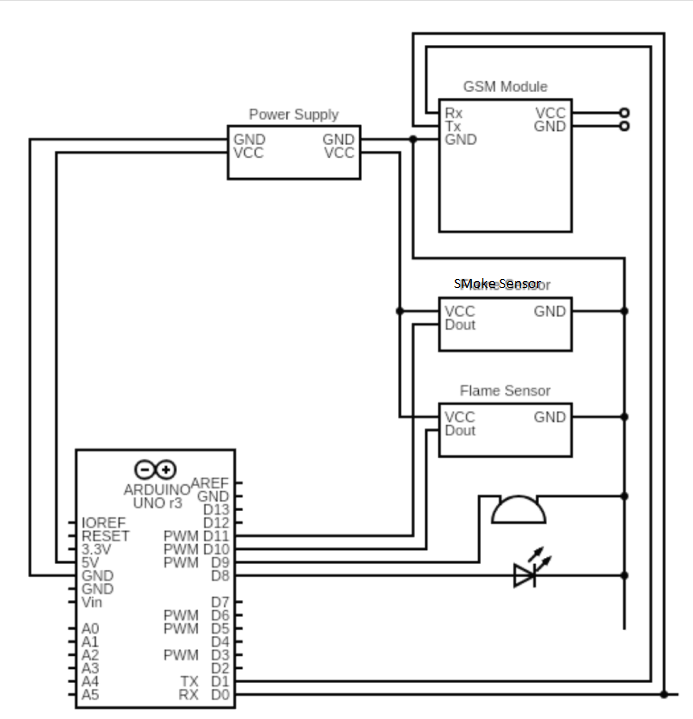 GSM Module
Rx VCC
Tx GND
GND
Power Supply
GND GND
VCC VCC
SMoke Sensor
VCC GND
Dout
Flame Sensor
VCC GND
Dout
ARDUINO
UNO r3
AREF
GND
D13
IOREF D12
RESET PWM D11
3.3V PWM D10
5V PWM D9
GND D8
GND
Vin D7
PWM D6
A0 PWM D5
A1 D4
A2 PWM D3
A3 D2
A4 TX D1
A5 RX D0